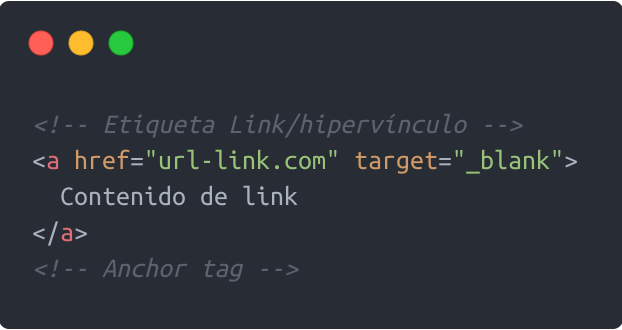 <!-- Etiqueta Link/hipervínculo -->
<a href="url-link.com" target="_blank">
  Contenido de link
</a>
<!-- Anchor tag -->